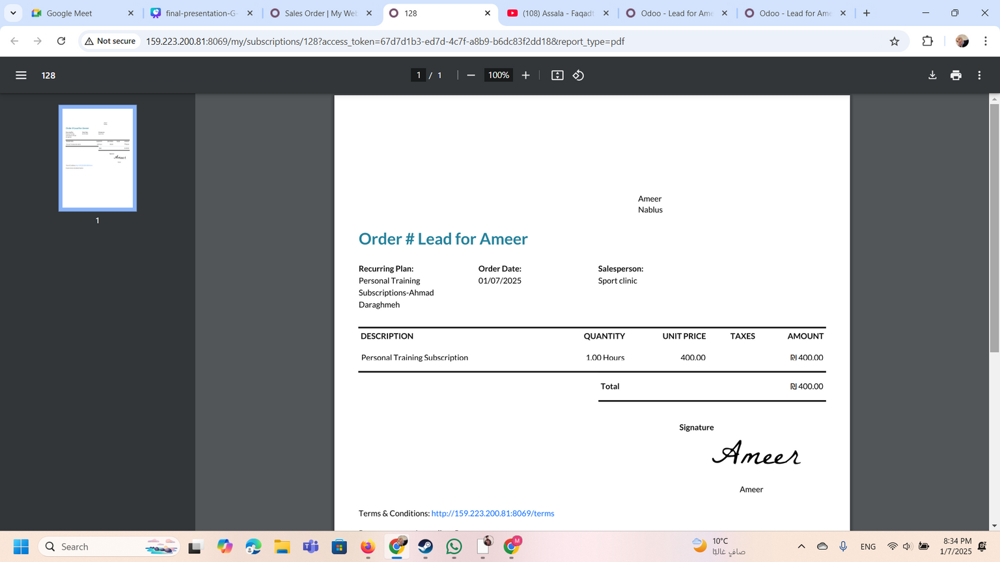 Google Meet
final-presentation-G
Sales Order | My Web
128
(108) Assala - Faqadt
Odoo - Lead for Ame
Odoo - Lead for Ame
Not secure
159.223.200.81:8069/my/subscriptions/128?access_token=67d7d1b3-ed7d-4c7f-a8b9-b6dc83f2dd18&report_type=pdf
128
1 / 1
100%
1
Ameer
Nablus
Order # Lead for Ameer
Recurring Plan: Order Date: Salesperson:
Personal Training 01/07/2025 Sport clinic
Subscriptions-Ahmad
Daraghmeh
DESCRIPTION QUANTITY UNIT PRICE TAXES AMOUNT
Personal Training Subscription 1.00 Hours 400.00 ₪ 400.00
Total ₪ 400.00
Signature
Ameer
Ameer
Terms & Conditions: http://159.223.200.81:8069/terms
Search
10°C
صافٍ غالبًا
ENG
8:34 PM
1/7/2025